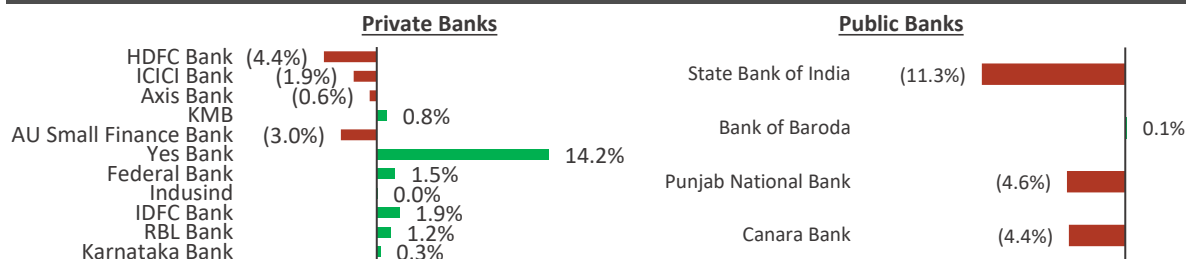 Private Banks
HDFC Bank (4.4%)
ICICI Bank (1.9%)
Axis Bank (0.6%)
KMB 0.8%
AU Small Finance Bank (3.0%)
Yes Bank 14.2%
Federal Bank 1.5%
Indusind 0.0%
IDFC Bank 1.9%
RBL Bank 1.2%
Karnataka Bank 0.3%
Public Banks
State Bank of India (11.3%)
Bank of Baroda 0.1%
Punjab National Bank (4.6%)
Canara Bank (4.4%)